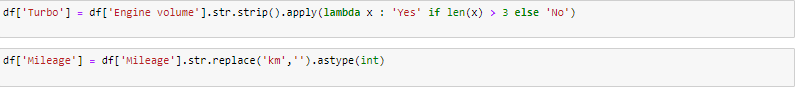 df['Turbo'] = df['Engine volume'].str.strip().apply(lambda x : 'Yes' if len(x) > 3 else 'No')
df['Mileage'] = df['Mileage'].str.replace('km','').astype(int)